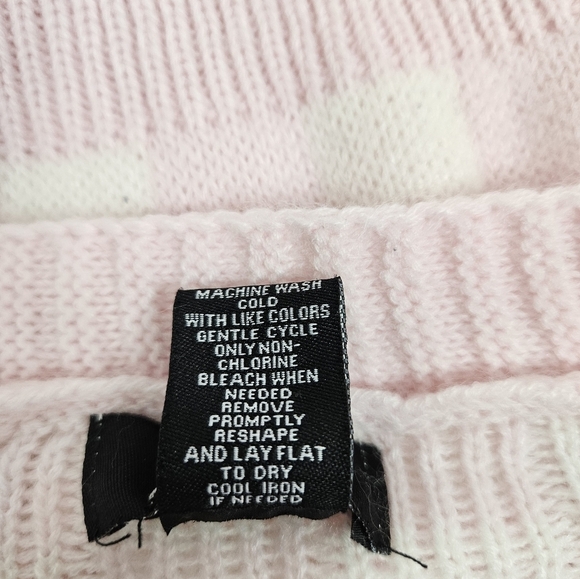 MACHINE WASH
COLD
WITH LIKE COLORS
GENTLE CYCLE
ONLY NON-
CHLORINE
BLEACH WHEN
NEEDED
REMOVE
PROMPTLY
RESHAPE
AND LAY FLAT
TO DRY
COOL IRON
IF NEEDED